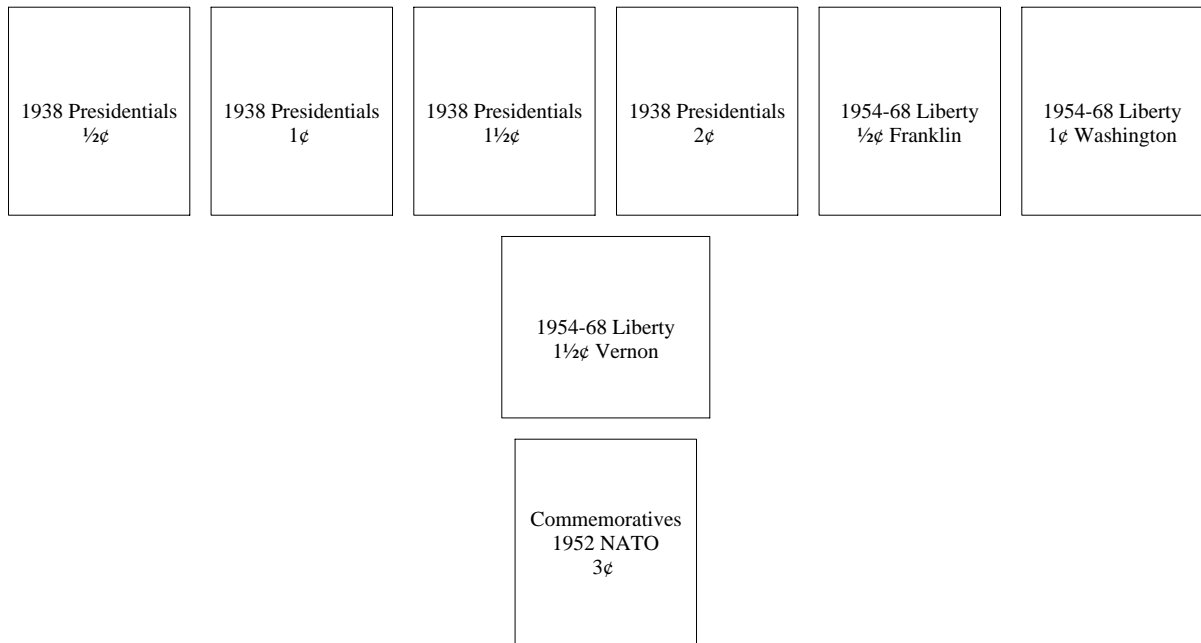 1938 Presidentials
½¢
1938 Presidentials
1¢
1938 Presidentials
1½¢
1938 Presidentials
2¢
1954-68 Liberty
½¢ Franklin
1954-68 Liberty
1¢ Washington
1954-68 Liberty
1½¢ Vernon
Commemoratives
1952 NATO
3¢